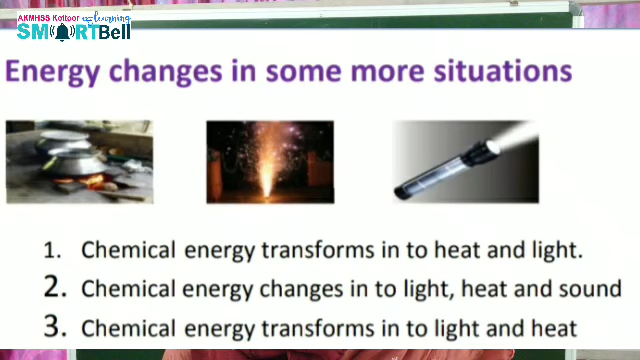 AKMHSS Kottoor e-learning
SMARTBell
Energy changes in some more situations
1. Chemical energy transforms in to heat and light.
2. Chemical energy changes in to light, heat and sound
3. Chemical energy transforms in to light and heat